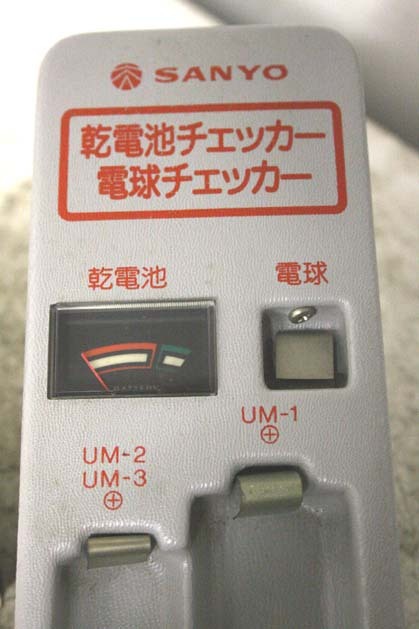 SANYO
乾電池チェッカー
電球チェッカー
乾電池
電球
BATTERY
UM-1
⊕
UM-2
UM-3
⊕